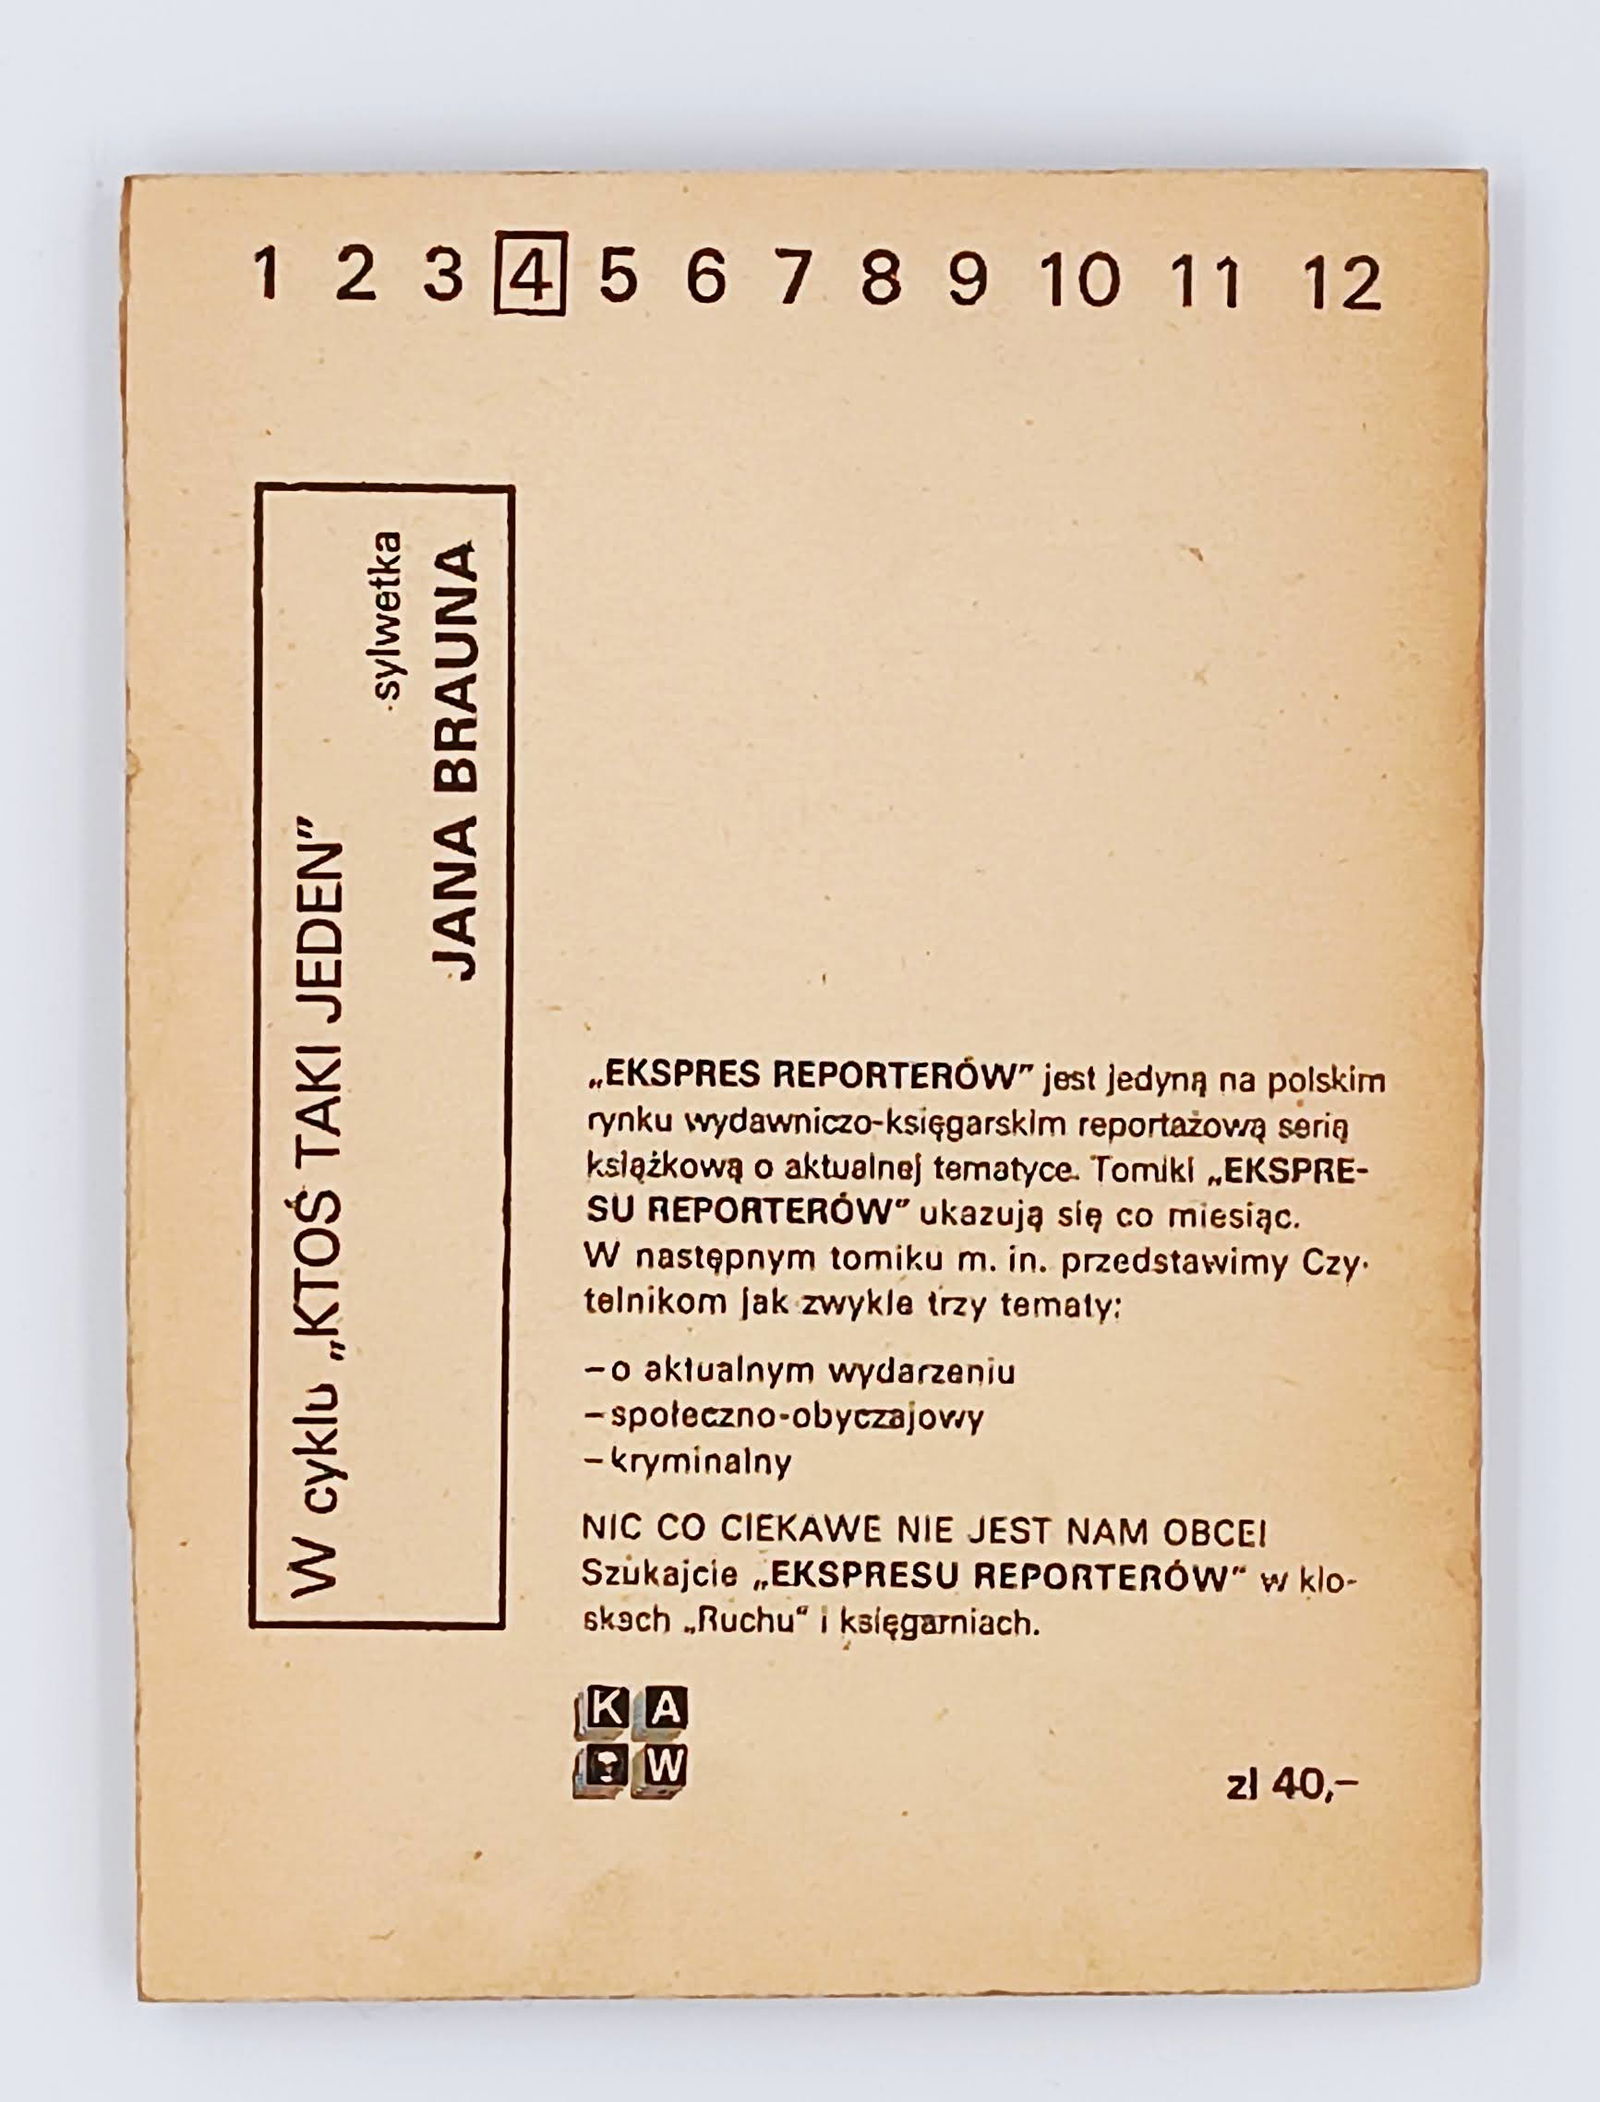 1 2 3 4 5 6 7 8 9 10 11 12
W cyklu „KTOŚ TAKI JEDEN”
sylwetka
JANA BRAUNA
„EKSPRES REPORTERÓW” jest jedyną na polskim
rynku wydawniczo-księgarskim reportażową serią
książkową o aktualnej tematyce. Tomiki „EKSPRE-
SU REPORTERÓW” ukazują się co miesiąc.
W następnym tomiku m. in. przedstawimy Czy-
telnikom jak zwykle trzy tematy:
– o aktualnym wydarzeniu
– społeczno-obyczajowy
– kryminalny
NIC CO CIEKAWE NIE JEST NAM OBCE!
Szukajcie „EKSPRESU REPORTERÓW” w kio-
skach „Ruchu” i księgarniach.
K A
W
zł 40,–